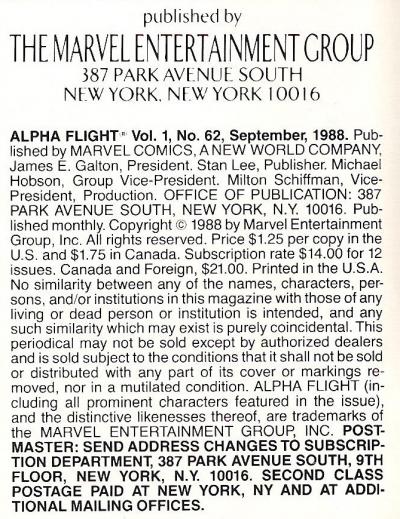 published by
THE MARVEL ENTERTAINMENT GROUP
387 PARK AVENUE SOUTH
NEW YORK, NEW YORK 10016
ALPHA FLIGHT® Vol. 1, No. 62, September, 1988. Pub-
lished by MARVEL COMICS, A NEW WORLD COMPANY,
James E. Galton, President. Stan Lee, Publisher. Michael
Hobson, Group Vice-President. Milton Schiffman, Vice-
President, Production. OFFICE OF PUBLICATION: 387
PARK AVENUE SOUTH, NEW YORK, N.Y. 10016. Pub-
lished monthly. Copyright © 1988 by Marvel Entertainment
Group, Inc. All rights reserved. Price $1.25 per copy in the
U.S. and $1.75 in Canada. Subscription rate $14.00 for 12
issues. Canada and Foreign, $21.00. Printed in the U.S.A.
No similarity between any of the names, characters, per-
sons, and/or institutions in this magazine with those of any
living or dead person or institution is intended, and any
such similarity which may exist is purely coincidental. This
periodical may not be sold except by authorized dealers
and is sold subject to the conditions that it shall not be sold
or distributed with any part of its cover or markings re-
moved, nor in a mutilated condition. ALPHA FLIGHT (in-
cluding all prominent characters featured in the issue),
and the distinctive likenesses thereof, are trademarks of
the MARVEL ENTERTAINMENT GROUP, INC. POST-
MASTER: SEND ADDRESS CHANGES TO SUBSCRIP-
TION DEPARTMENT, 387 PARK AVENUE SOUTH, 9TH
FLOOR, NEW YORK, N.Y. 10016. SECOND CLASS
POSTAGE PAID AT NEW YORK, NY AND AT ADDI-
TIONAL MAILING OFFICES.